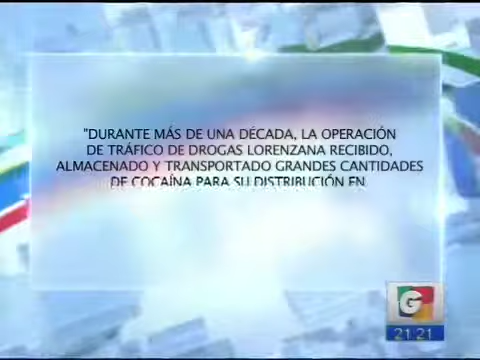 "DURANTE MÁS DE UNA DÉCADA, LA OPERACIÓN
DE TRÁFICO DE DROGAS LORENZANA RECIBIDO,
ALMACENADO Y TRANSPORTADO GRANDES CANTIDADES
DE COCAÍNA PARA SU DISTRIBUCIÓN EN
G
21:21